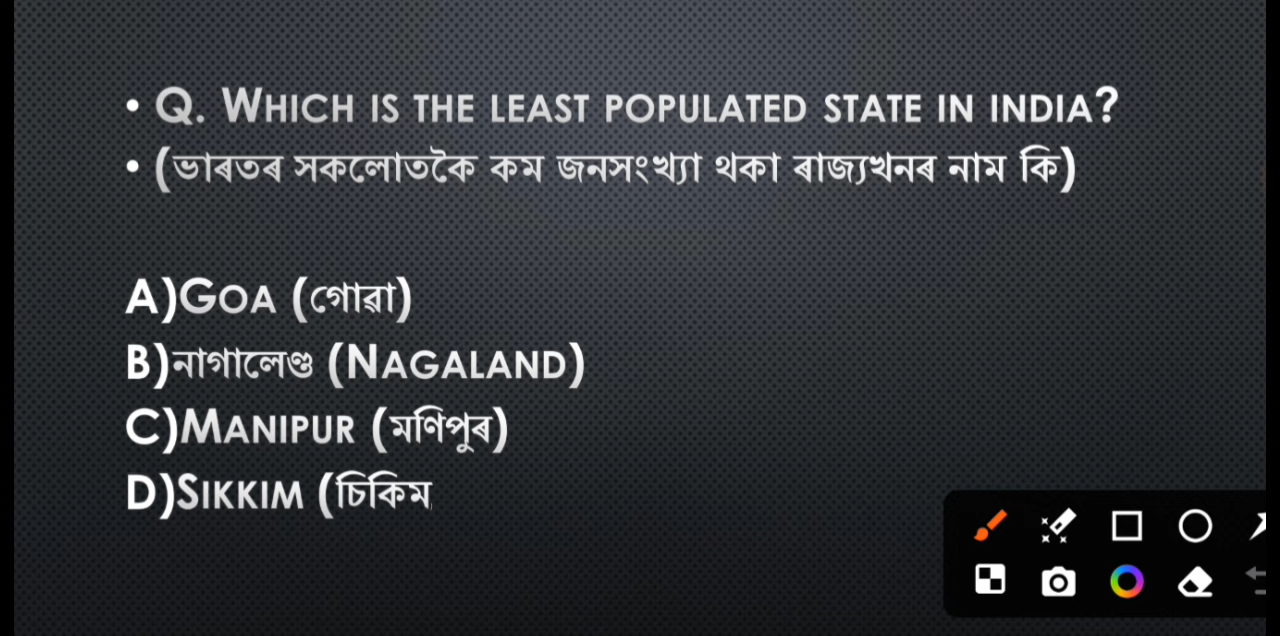 • Q. WHICH IS THE LEAST POPULATED STATE IN INDIA?
• (ভাৰতৰ সকলোতকৈ কম জনসংখ্যা থকা ৰাজ্যখনৰ নাম কি)
A)GOA (গোৱা)
B)নাগালেণ্ড (NAGALAND)
C)MANIPUR (মণিপুৰ)
D)SIKKIM (চিকিম